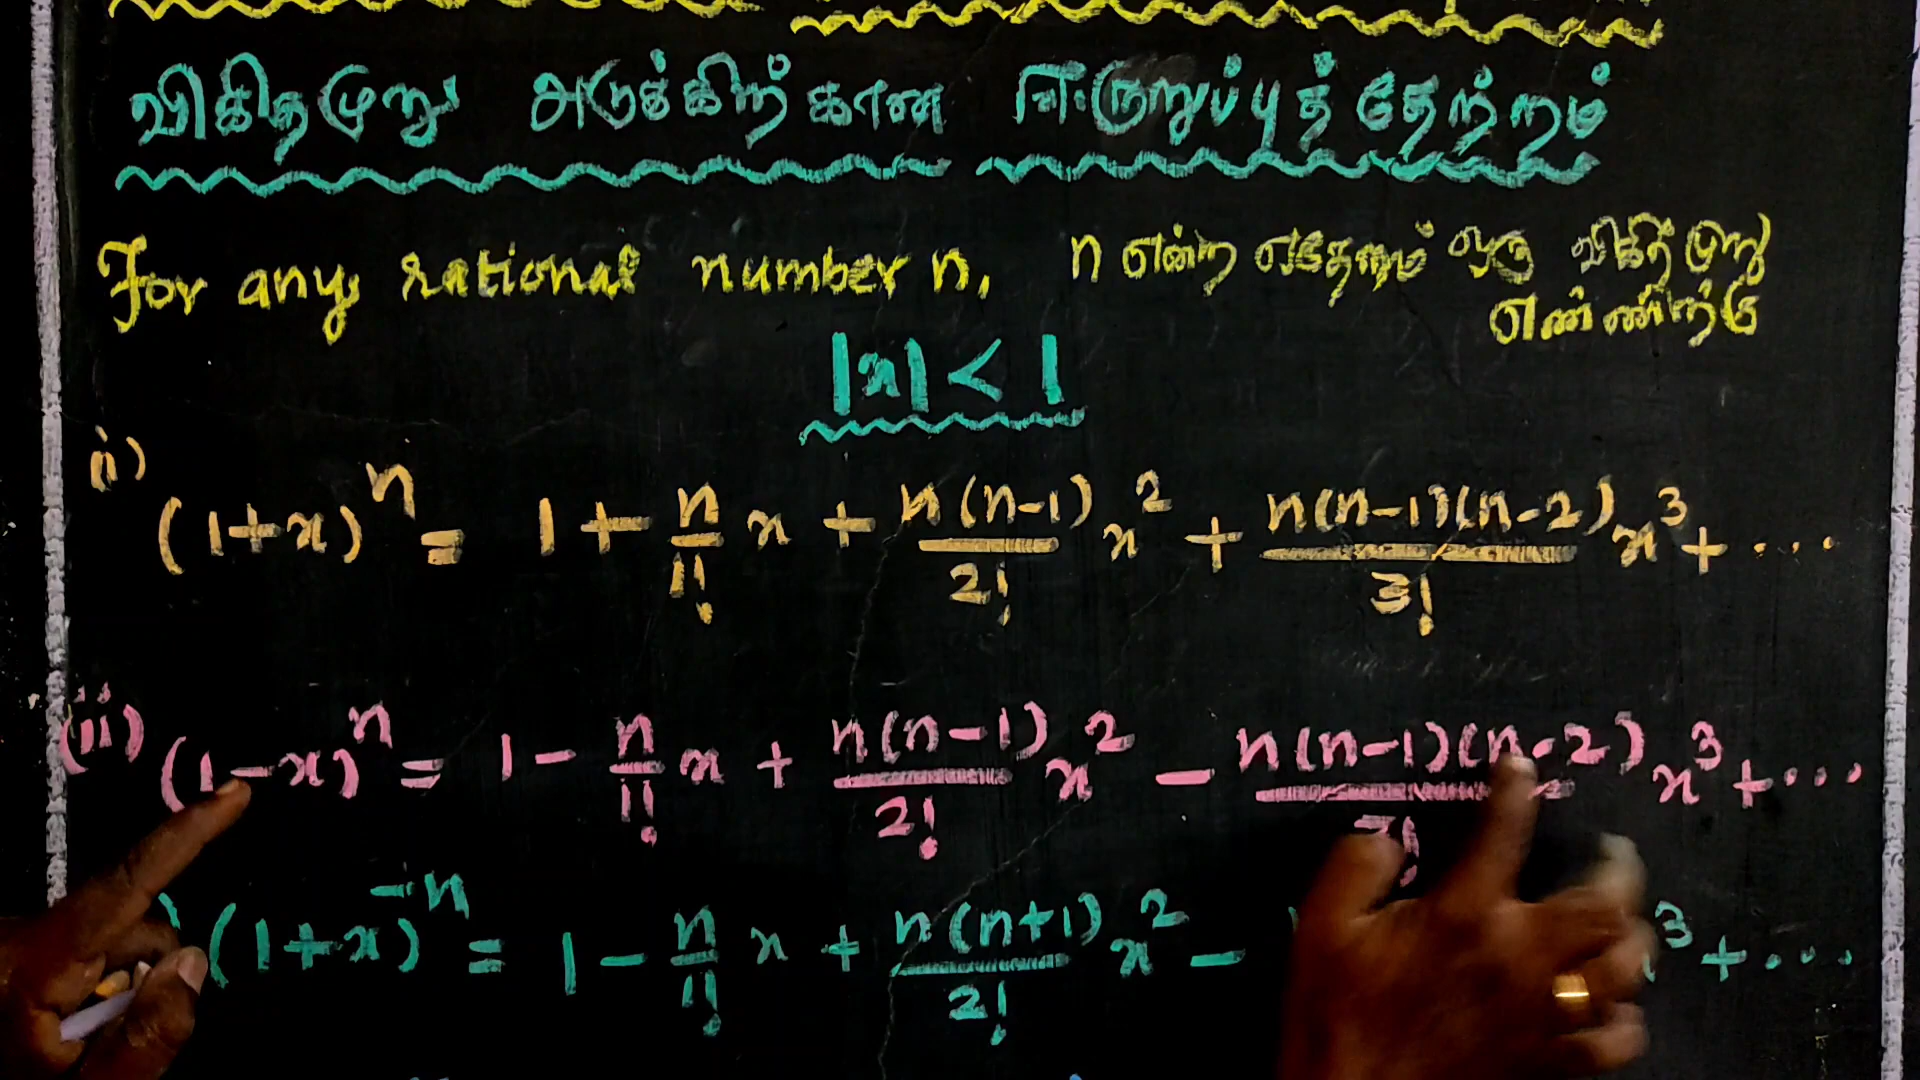 விகிதமுறு அடுக்கிற்கான ஈருறுப்புத் தேற்றம்
For any rational number n, n என்ற ஏதேனும் ஒரு விகிதமுறு
எண்ணிற்கு
|x| < 1
i) (1+x)^n = 1 + n/1! x + n(n-1)/2! x^2 + n(n-1)(n-2)/3! x^3 + ...
(ii) (1-x)^n = 1 - n/1! x + n(n-1)/2! x^2 - n(n-1)(n-2)/3! x^3 + ...
) (1+x)^-n = 1 - n/1! x + n(n+1)/2! x^2 - ^3 + ...